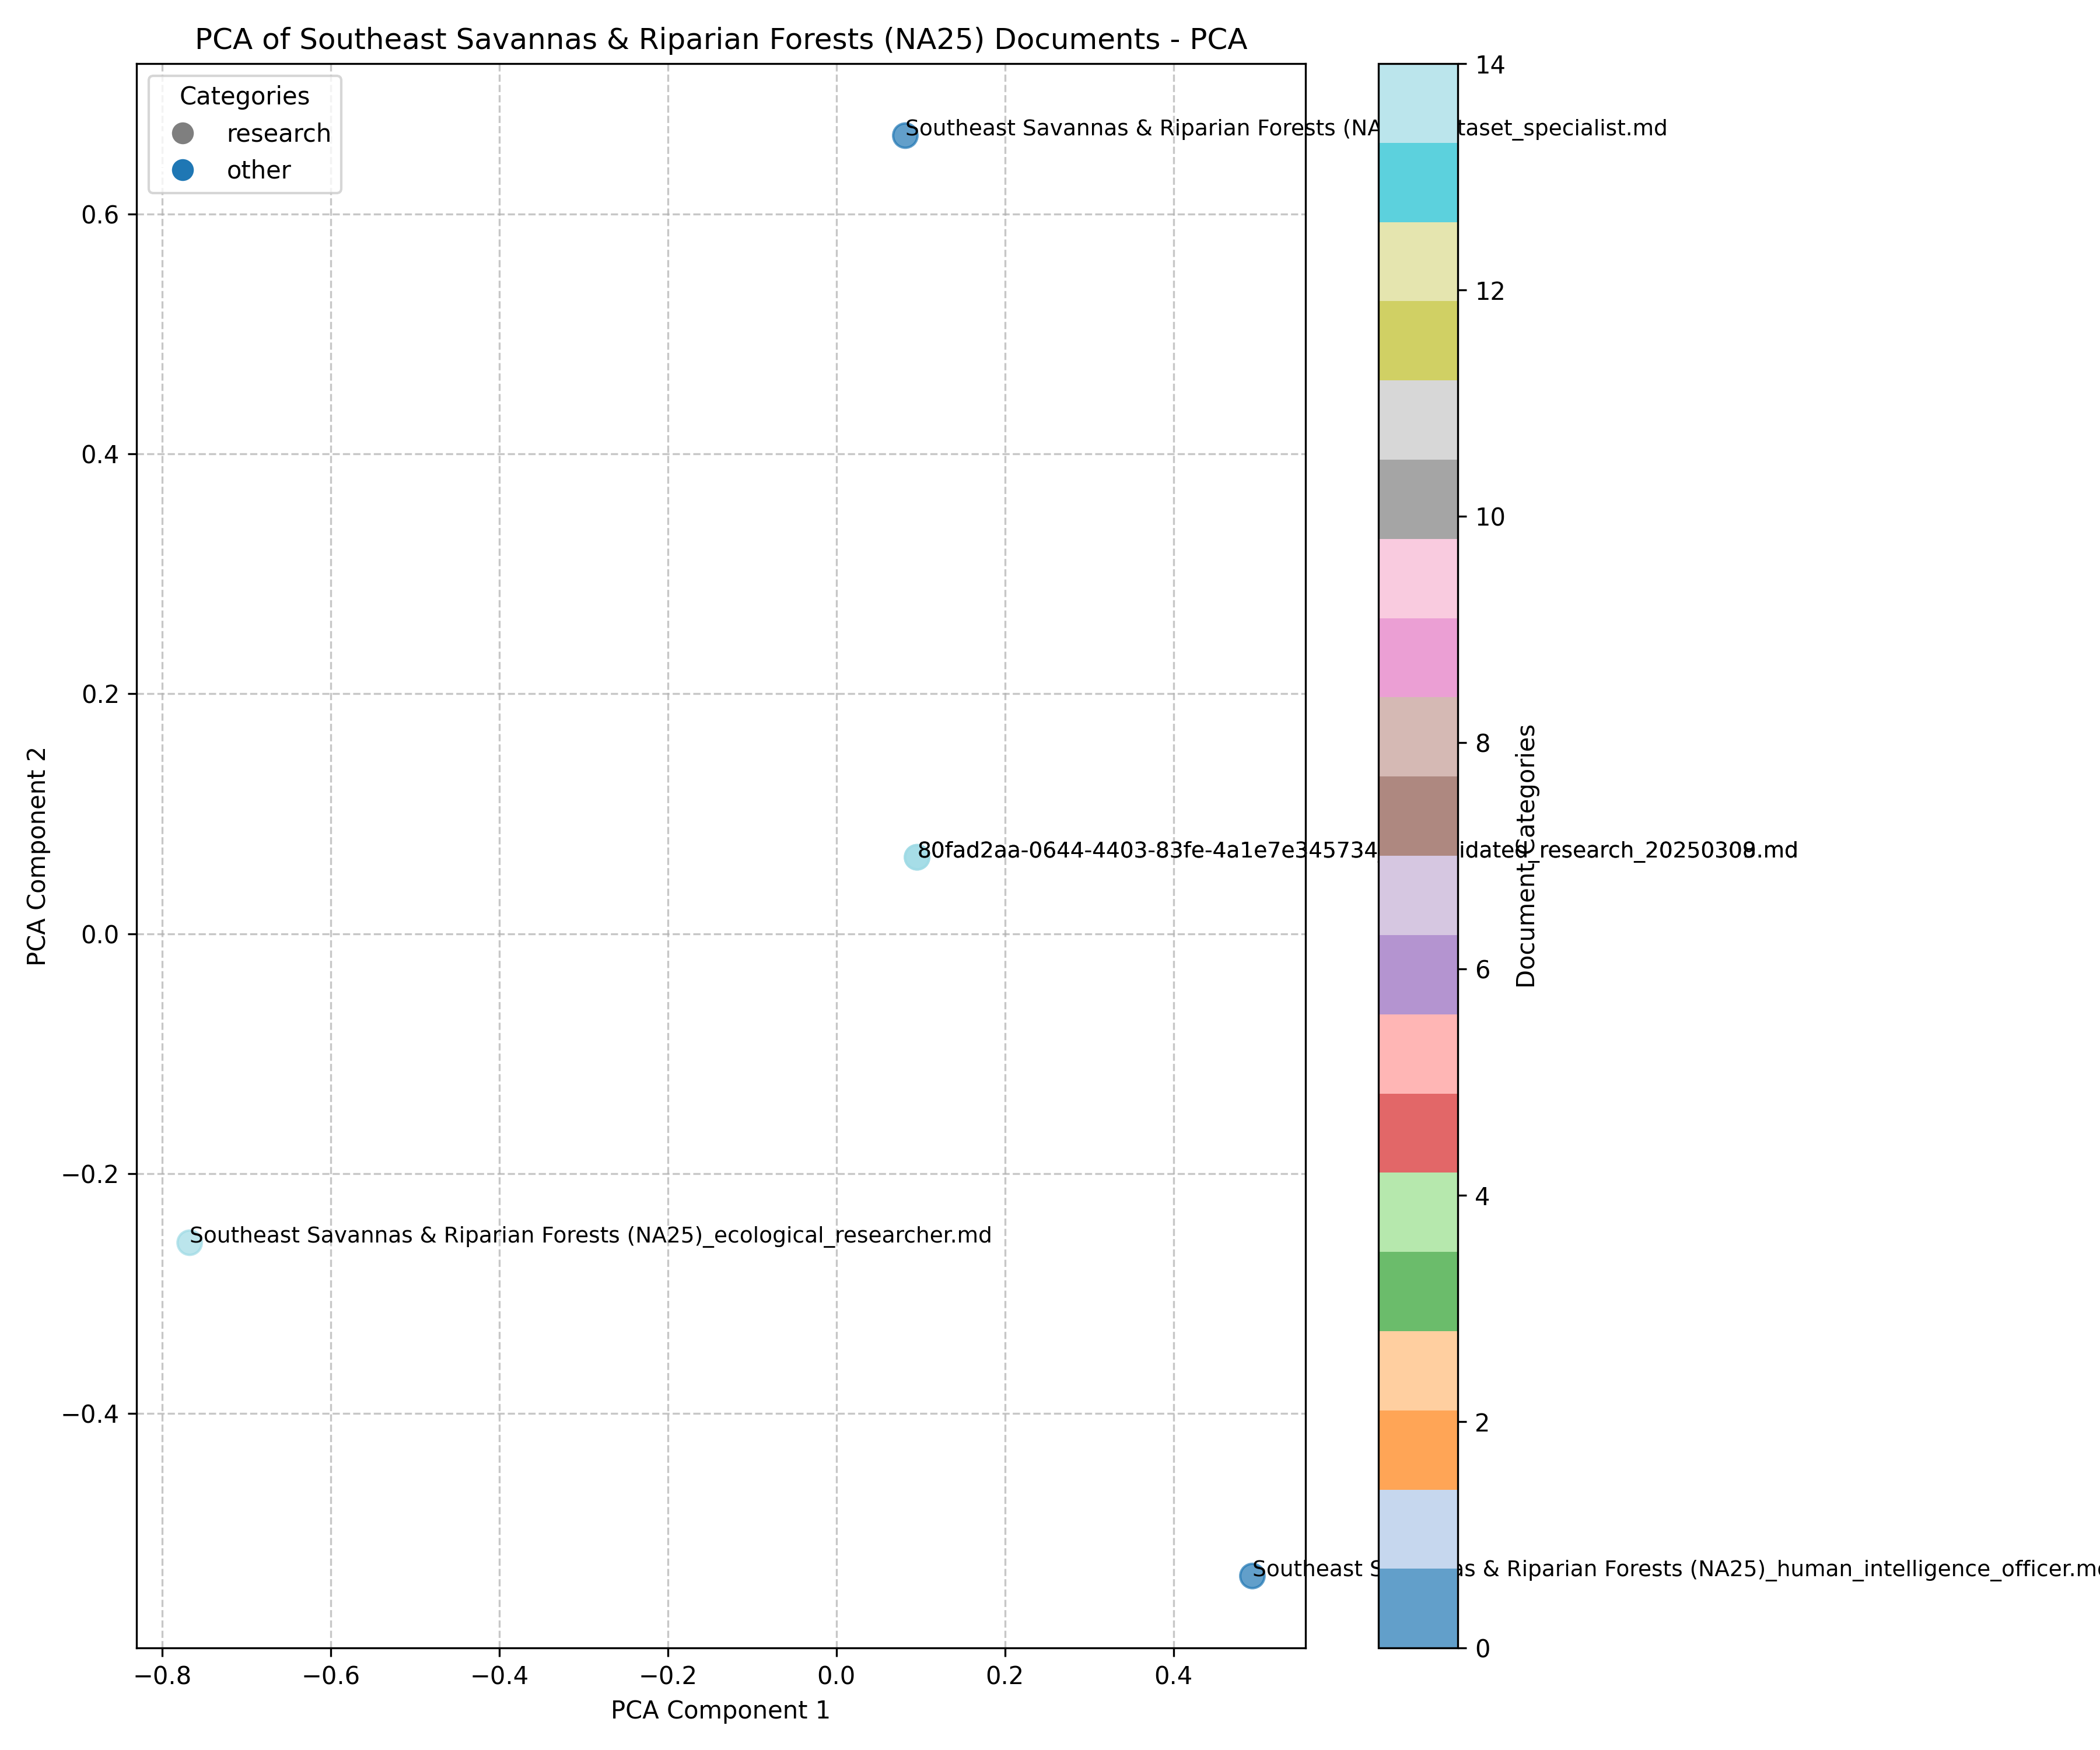 PCA of Southeast Savannas & Riparian Forests (NA25) Documents - PCA
Categories
research
other
Southeast Savannas & Riparian Forests (NA taset_specialist.md
80fad2aa-0644-4403-83fe-4a1e7e345734 idated_research_2025030 .md
Southeast Savannas & Riparian Forests (NA25)_ecological_researcher.md
Southeast S as & Riparian Forests (NA25)_human_intelligence_officer.m
0.6
0.4
0.2
0.0
−0.2
−0.4
PCA Component 2
−0.8
−0.6
−0.4
−0.2
0.0
0.2
0.4
PCA Component 1
14
12
10
8
6
4
2
0
Document Categories